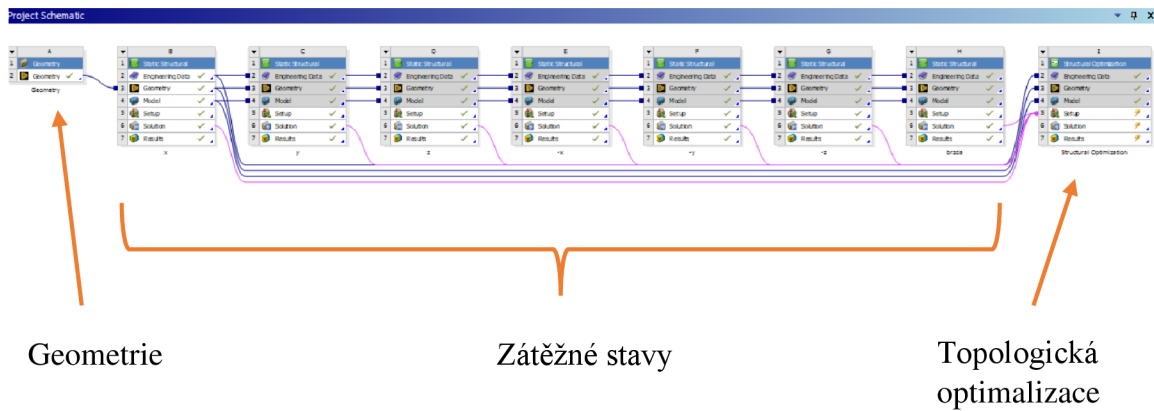 Project Schematic
A
1 Geometry
2 Geometry
Geometry
B
1 Static Structural
2 Engineering Data
3 Geometry
4 Model
5 Setup
6 Solution
7 Results
x
C
1 Static Structural
2 Engineering Data
3 Geometry
4 Model
5 Setup
6 Solution
7 Results
y
D
1 Static Structural
2 Engineering Data
3 Geometry
4 Model
5 Setup
6 Solution
7 Results
z
E
1 Static Structural
2 Engineering Data
3 Geometry
4 Model
5 Setup
6 Solution
7 Results
-x
F
1 Static Structural
2 Engineering Data
3 Geometry
4 Model
5 Setup
6 Solution
7 Results
-y
G
1 Static Structural
2 Engineering Data
3 Geometry
4 Model
5 Setup
6 Solution
7 Results
-z
H
1 Static Structural
2 Engineering Data
3 Geometry
4 Model
5 Setup
6 Solution
7 Results
brzda
I
1 Structural Optimization
2 Engineering Data
3 Geometry
4 Model
5 Setup
6 Solution
7 Results
Structural Optimization
Geometrie
Zátěžné stavy
Topologická
optimalizace